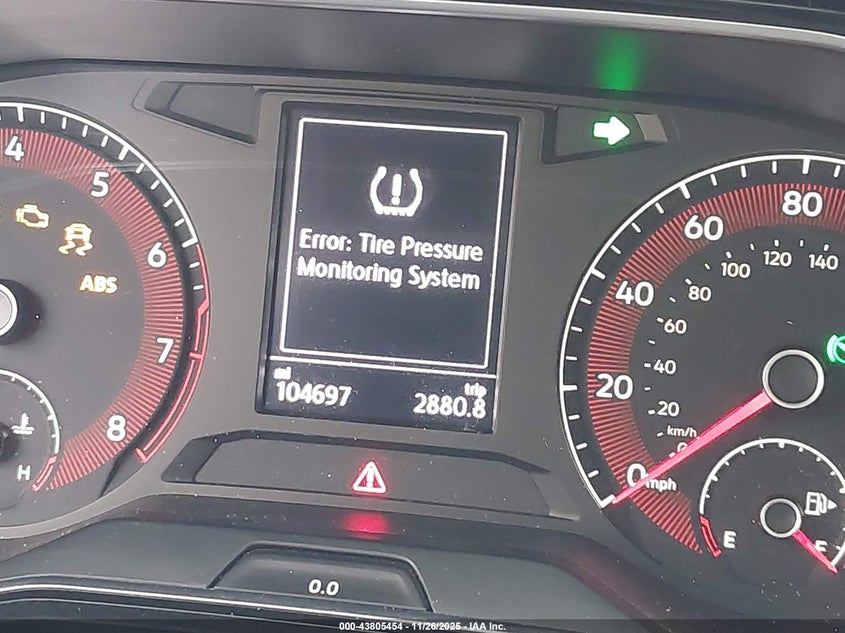 4
5
6
7
8
H
ABS
Error: Tire Pressure
Monitoring System
mi
104697
trip
2880.8
0.0
80
60
40
20
0
mph
140
120
100
80
60
40
20
km/h
0
E
F
000-43805454 - 11/26/2025 - IAA Inc.